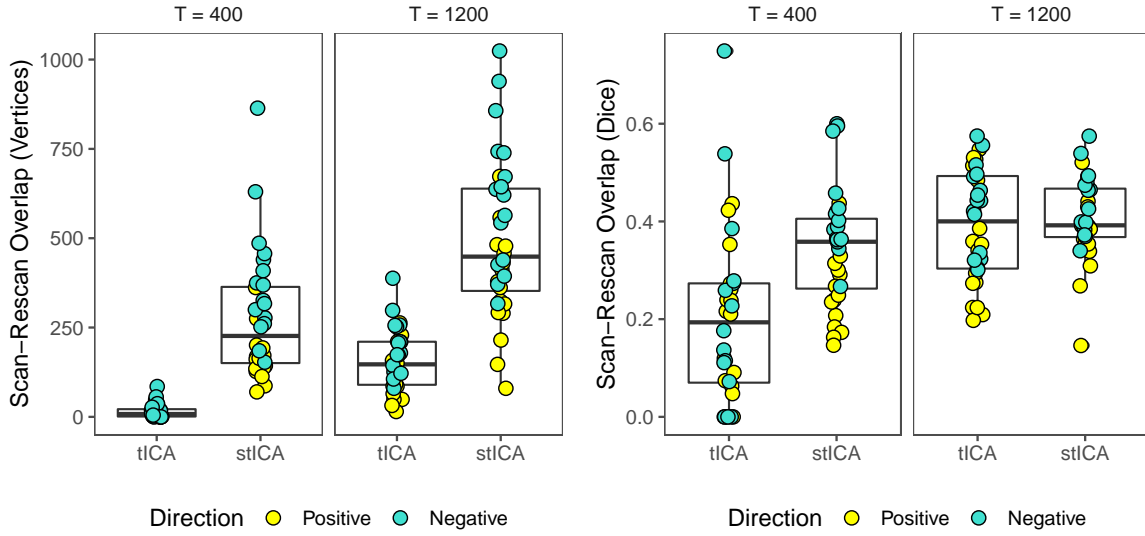 T = 400
T = 1200
Scan−Rescan Overlap (Vertices)
1000
750
500
250
0
tICA
stICA
tICA
stICA
Direction Positive Negative
T = 400
T = 1200
Scan−Rescan Overlap (Dice)
0.6
0.4
0.2
0.0
tICA
stICA
tICA
stICA
Direction Positive Negative